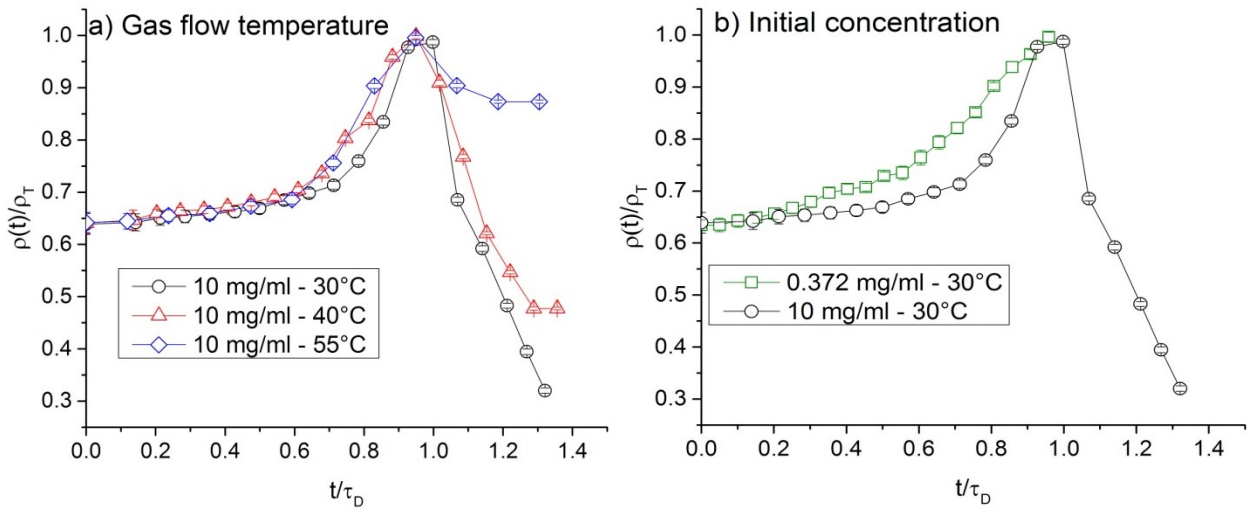 a) Gas flow temperature
1.0
0.9
0.8
0.7
0.6
0.5
0.4
0.3
ρ(t)/ρT
10 mg/ml - 30°C
10 mg/ml - 40°C
10 mg/ml - 55°C
0.0 0.2 0.4 0.6 0.8 1.0 1.2 1.4
t/τD
b) Initial concentration
1.0
0.9
0.8
0.7
0.6
0.5
0.4
0.3
ρ(t)/ρT
0.372 mg/ml - 30°C
10 mg/ml - 30°C
0.0 0.2 0.4 0.6 0.8 1.0 1.2 1.4
t/τD